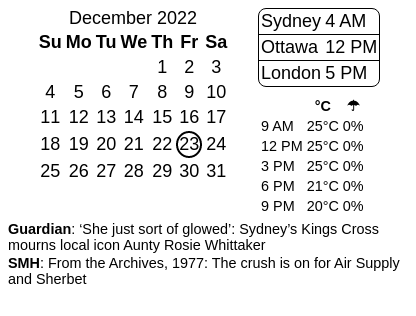 December 2022
Su Mo Tu We Th Fr Sa
1 2 3
4 5 6 7 8 9 10
11 12 13 14 15 16 17
18 19 20 21 22 23 24
25 26 27 28 29 30 31
Sydney 4 AM
Ottawa 12 PM
London 5 PM
°C ☂
9 AM 25°C 0%
12 PM 25°C 0%
3 PM 25°C 0%
6 PM 21°C 0%
9 PM 20°C 0%
Guardian: ‘She just sort of glowed’: Sydney’s Kings Cross
mourns local icon Aunty Rosie Whittaker
SMH: From the Archives, 1977: The crush is on for Air Supply
and Sherbet